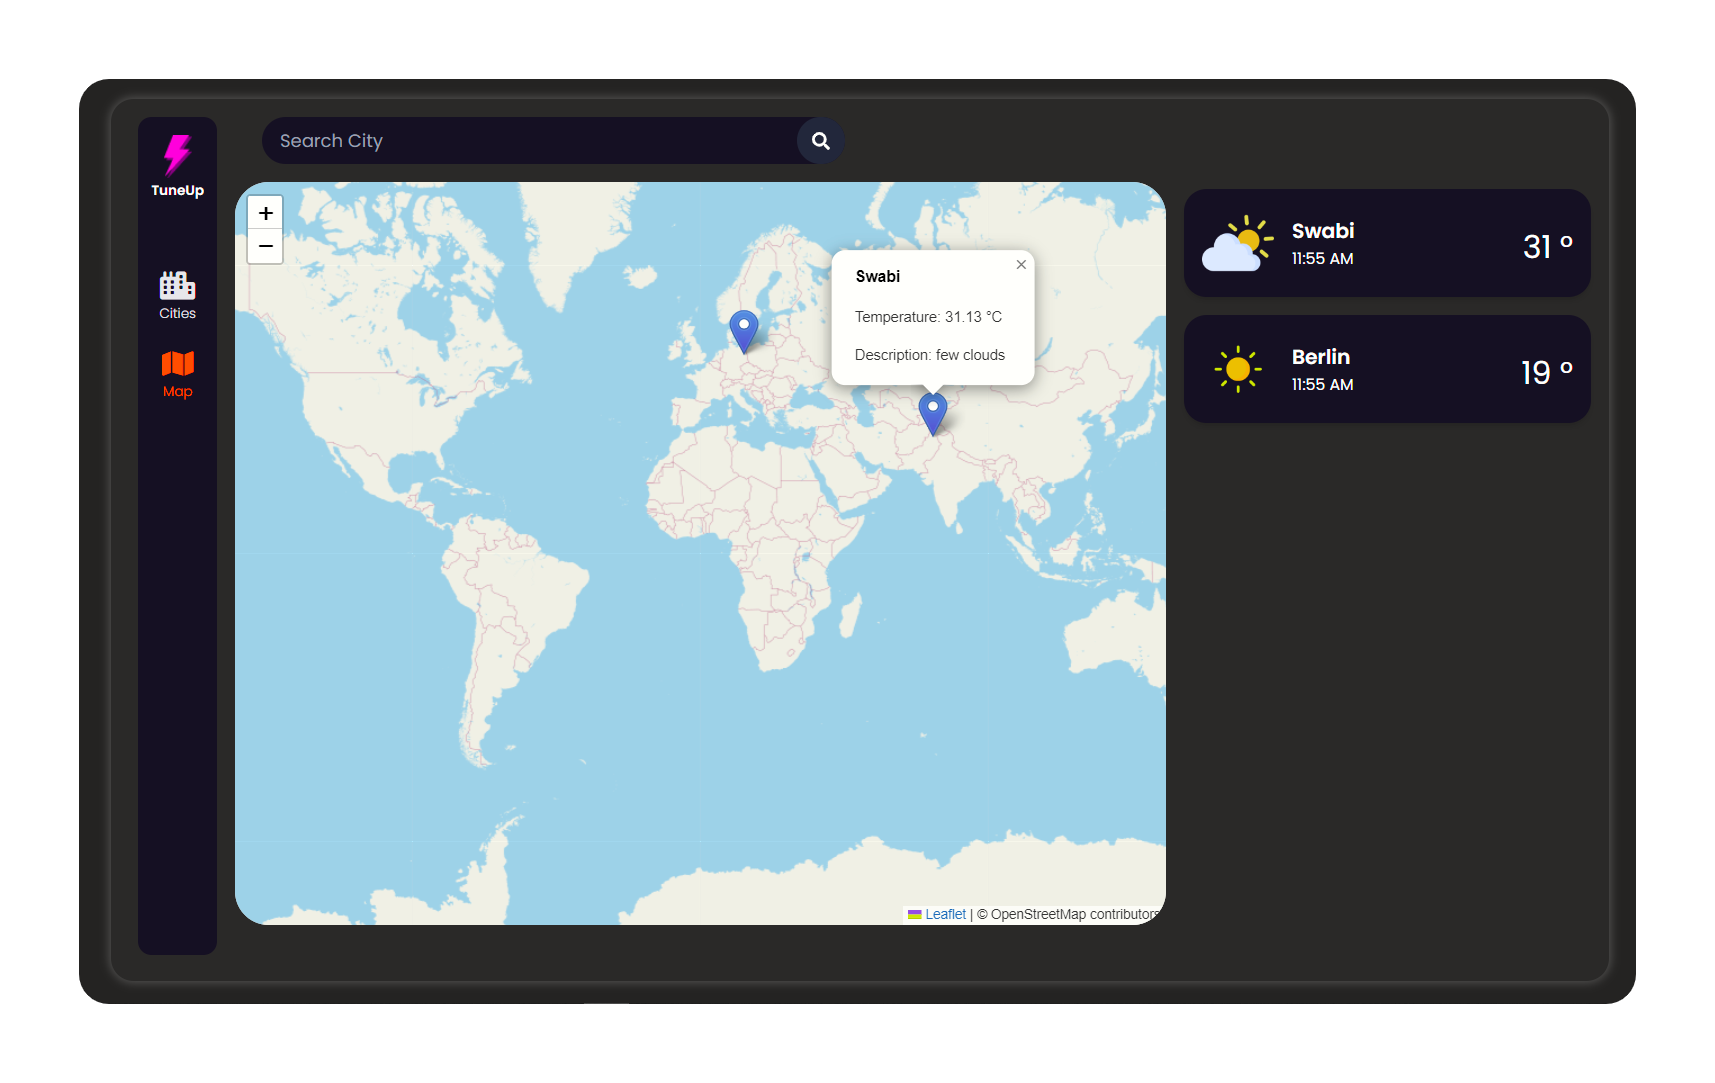 TuneUp
Cities
Map
Search City
+
−
Swabi
×
Temperature: 31.13 °C
Description: few clouds
Leaflet | © OpenStreetMap contributors
Swabi
11:55 AM
31 °
Berlin
11:55 AM
19 °